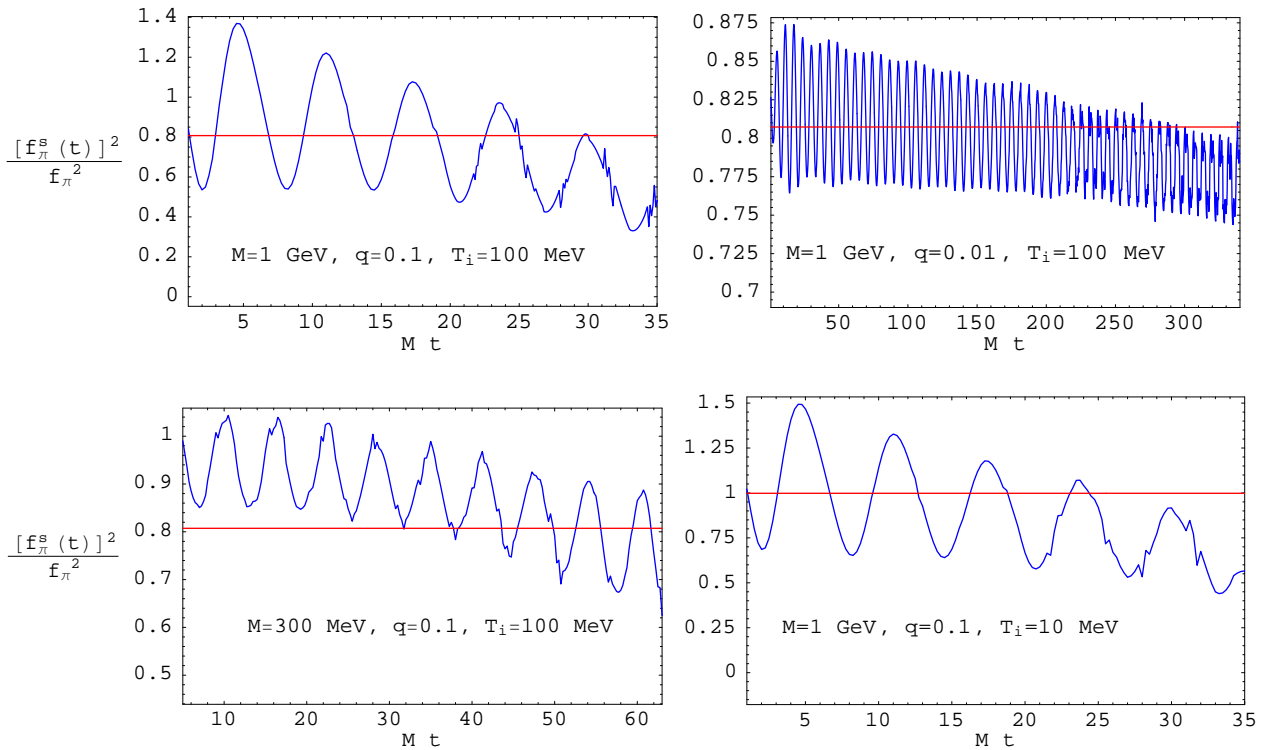 1.4
1.2
1
0.8
0.6
0.4
0.2
0
[f_π^s (t)]^2
f_π^2
M=1 GeV, q=0.1, T_i=100 MeV
5 10 15 20 25 30 35
M t
0.875
0.85
0.825
0.8
0.775
0.75
0.725
0.7
M=1 GeV, q=0.01, T_i=100 MeV
50 100 150 200 250 300
M t
1
0.9
0.8
0.7
0.6
0.5
[f_π^s (t)]^2
f_π^2
M=300 MeV, q=0.1, T_i=100 MeV
10 20 30 40 50 60
M t
1.5
1.25
1
0.75
0.5
0.25
0
M=1 GeV, q=0.1, T_i=10 MeV
5 10 15 20 25 30 35
M t